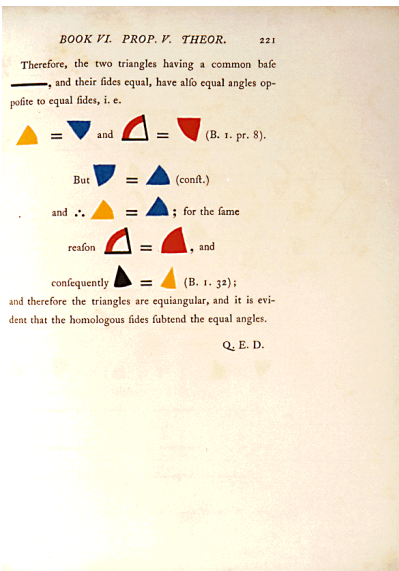 BOOK VI. PROP. V. THEOR. 221
Therefore, the two triangles having a common baſe
, and their ſides equal, have alſo equal angles op-
poſite to equal ſides, i. e.
= and = (B. 1. pr. 8).
But = (conſt.)
and ∴ = ; for the ſame
reaſon = , and
conſequently = (B. 1. 32);
and therefore the triangles are equiangular, and it is evi-
dent that the homologous ſides ſubtend the equal angles.
Q. E. D.